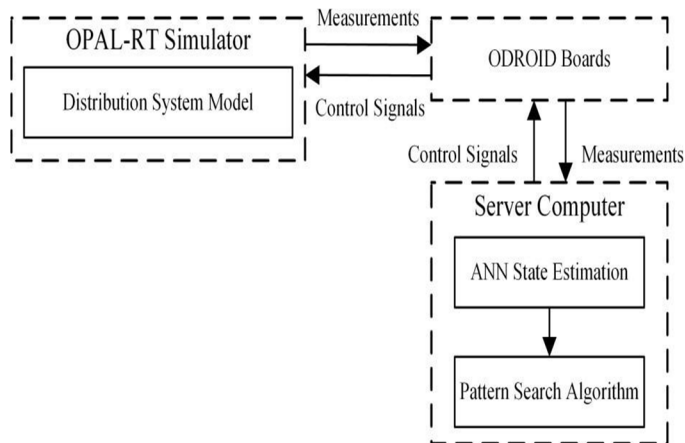 Measurements
OPAL-RT Simulator
Distribution System Model
ODROID Boards
Control Signals
Control Signals
Measurements
Server Computer
ANN State Estimation
Pattern Search Algorithm